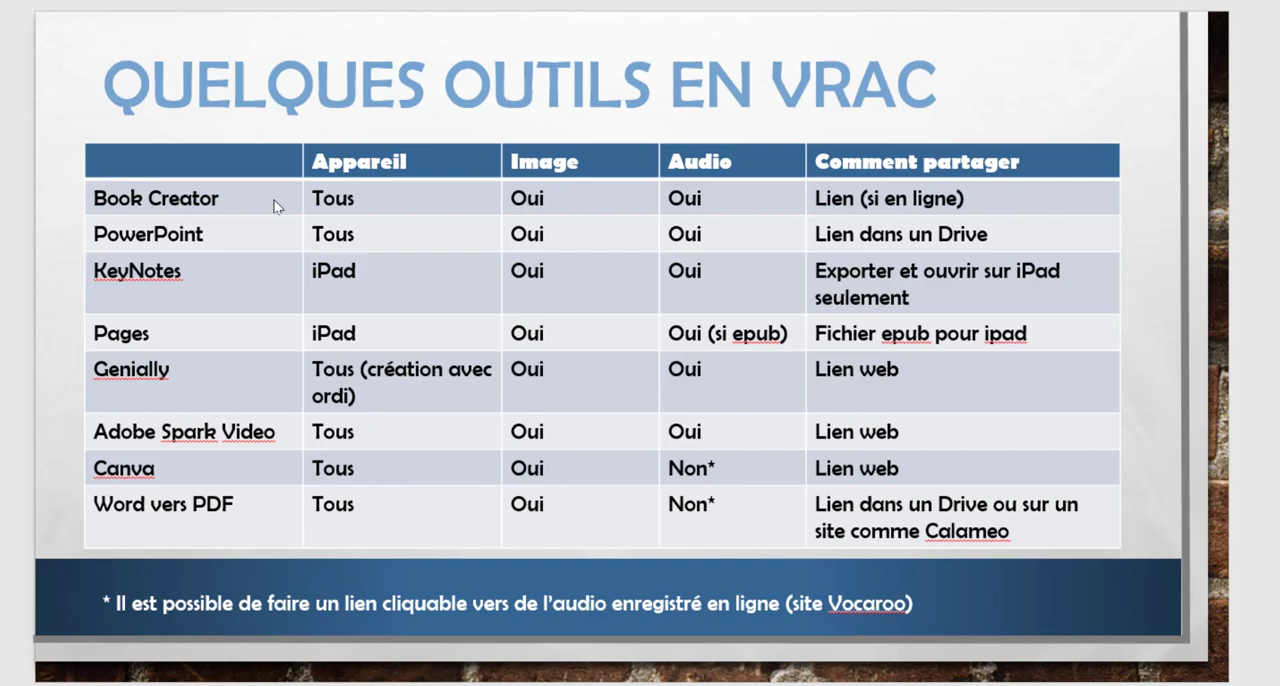 QUELQUES OUTILS EN VRAC
Appareil Image Audio Comment partager
Book Creator Tous Oui Oui Lien (si en ligne)
PowerPoint Tous Oui Oui Lien dans un Drive
KeyNotes iPad Oui Oui Exporter et ouvrir sur iPad
seulement
Pages iPad Oui Oui (si epub) Fichier epub pour ipad
Genially Tous (création avec Oui Oui Lien web
ordi)
Adobe Spark Video Tous Oui Oui Lien web
Canva Tous Oui Non* Lien web
Word vers PDF Tous Oui Non* Lien dans un Drive ou sur un
site comme Calameo
* Il est possible de faire un lien cliquable vers de l'audio enregistré en ligne (site Vocaroo)